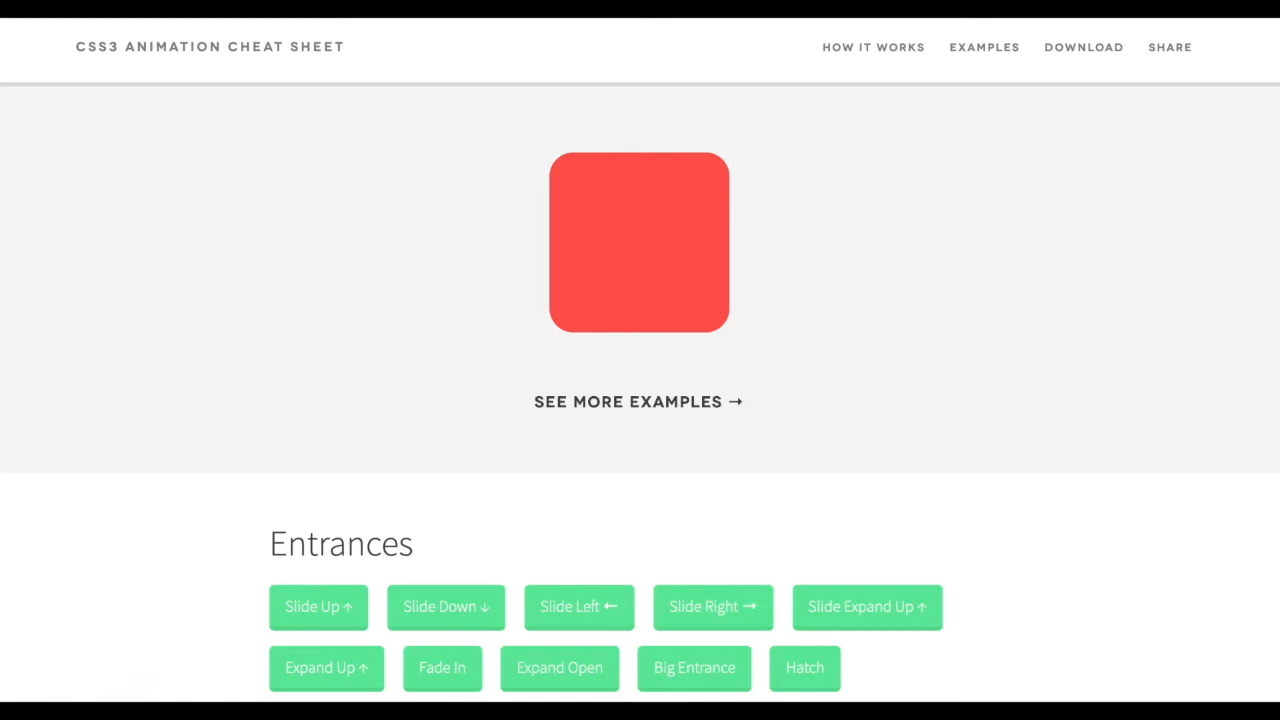 CSS3 ANIMATION CHEAT SHEET
HOW IT WORKS EXAMPLES DOWNLOAD SHARE
SEE MORE EXAMPLES →
Entrances
Slide Up ↑ Slide Down ↓ Slide Left ← Slide Right → Slide Expand Up ↑
Expand Up ↑ Fade In Expand Open Big Entrance Hatch